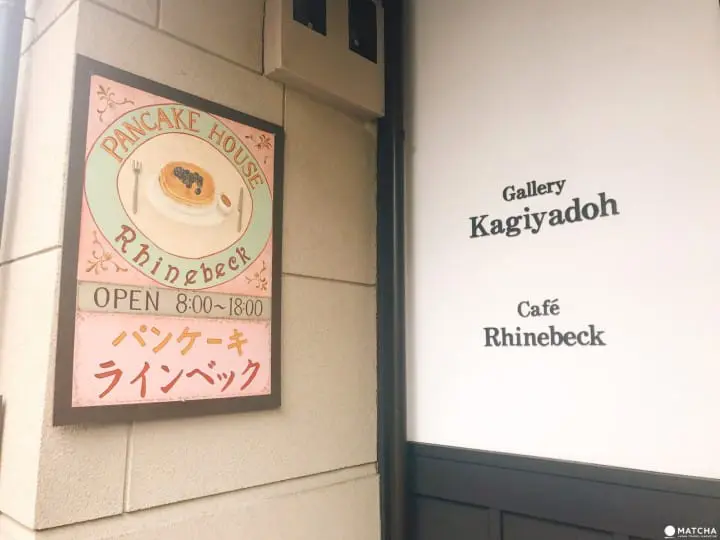 PANCAKE HOUSE
Rhinebeck
OPEN 8:00~18:00
パンケーキ
ラインベック
Gallery
Kagiyadoh
Café
Rhinebeck
MATCHA